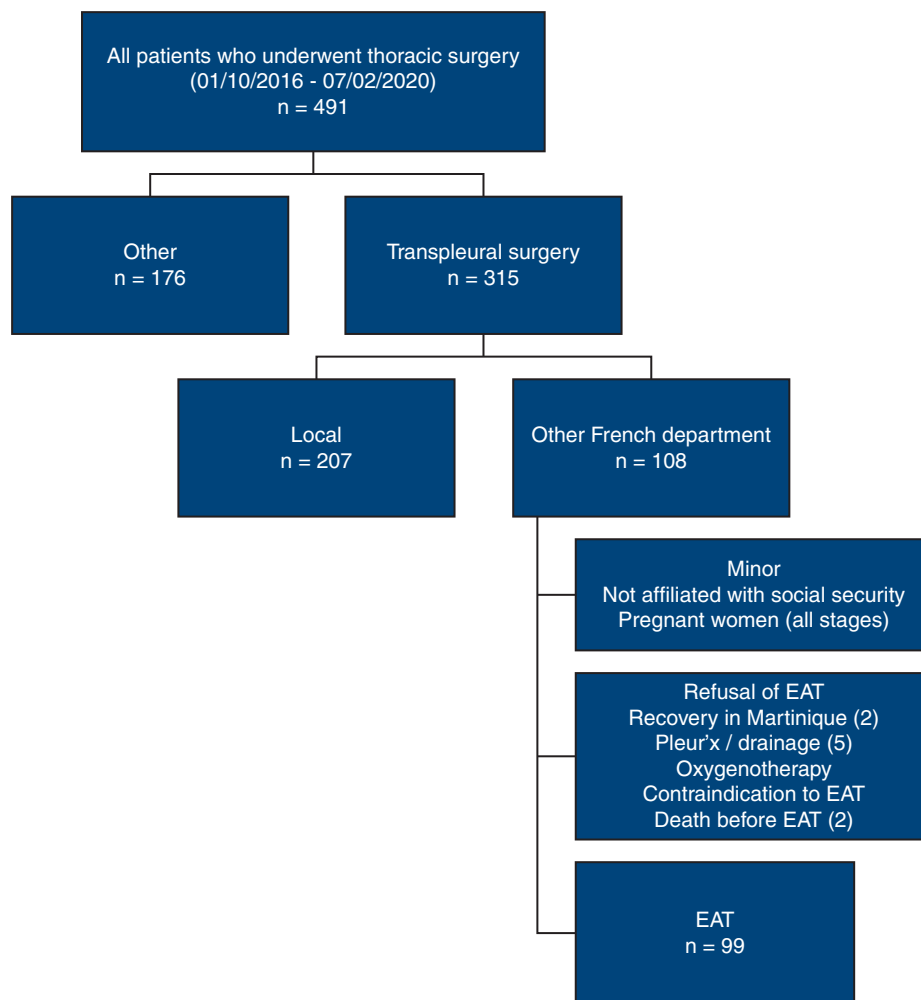 All patients who underwent thoracic surgery
(01/10/2016 - 07/02/2020)
n = 491
Other
n = 176
Transpleural surgery
n = 315
Local
n = 207
Other French department
n = 108
Minor
Not affiliated with social security
Pregnant women (all stages)
Refusal of EAT
Recovery in Martinique (2)
Pleur'x / drainage (5)
Oxygenotherapy
Contraindication to EAT
Death before EAT (2)
EAT
n = 99